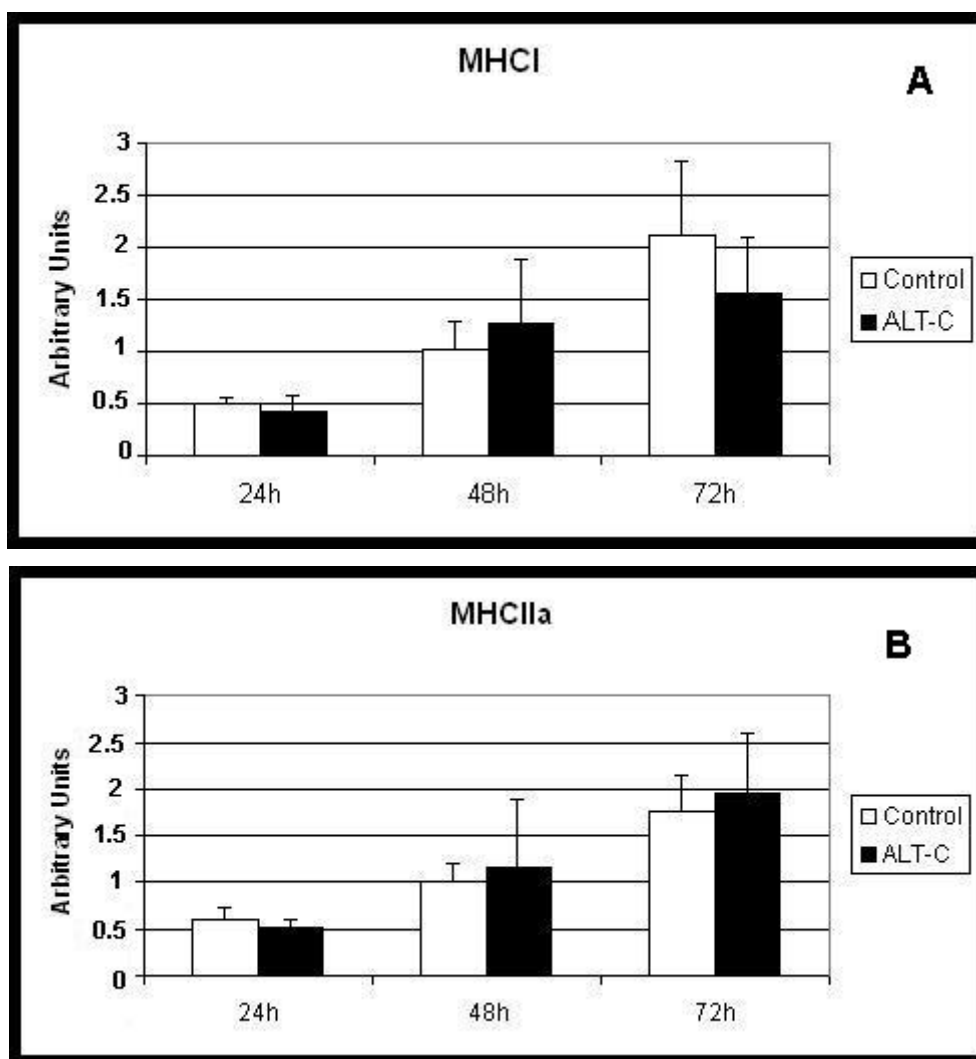 MHCI
A
3
2.5
2
1.5
1
0.5
0
Arbitrary Units
24h 48h 72h
Control
ALT-C
MHCIIa
B
3
2.5
2
1.5
1
0.5
0
Arbitrary Units
24h 48h 72h
Control
ALT-C